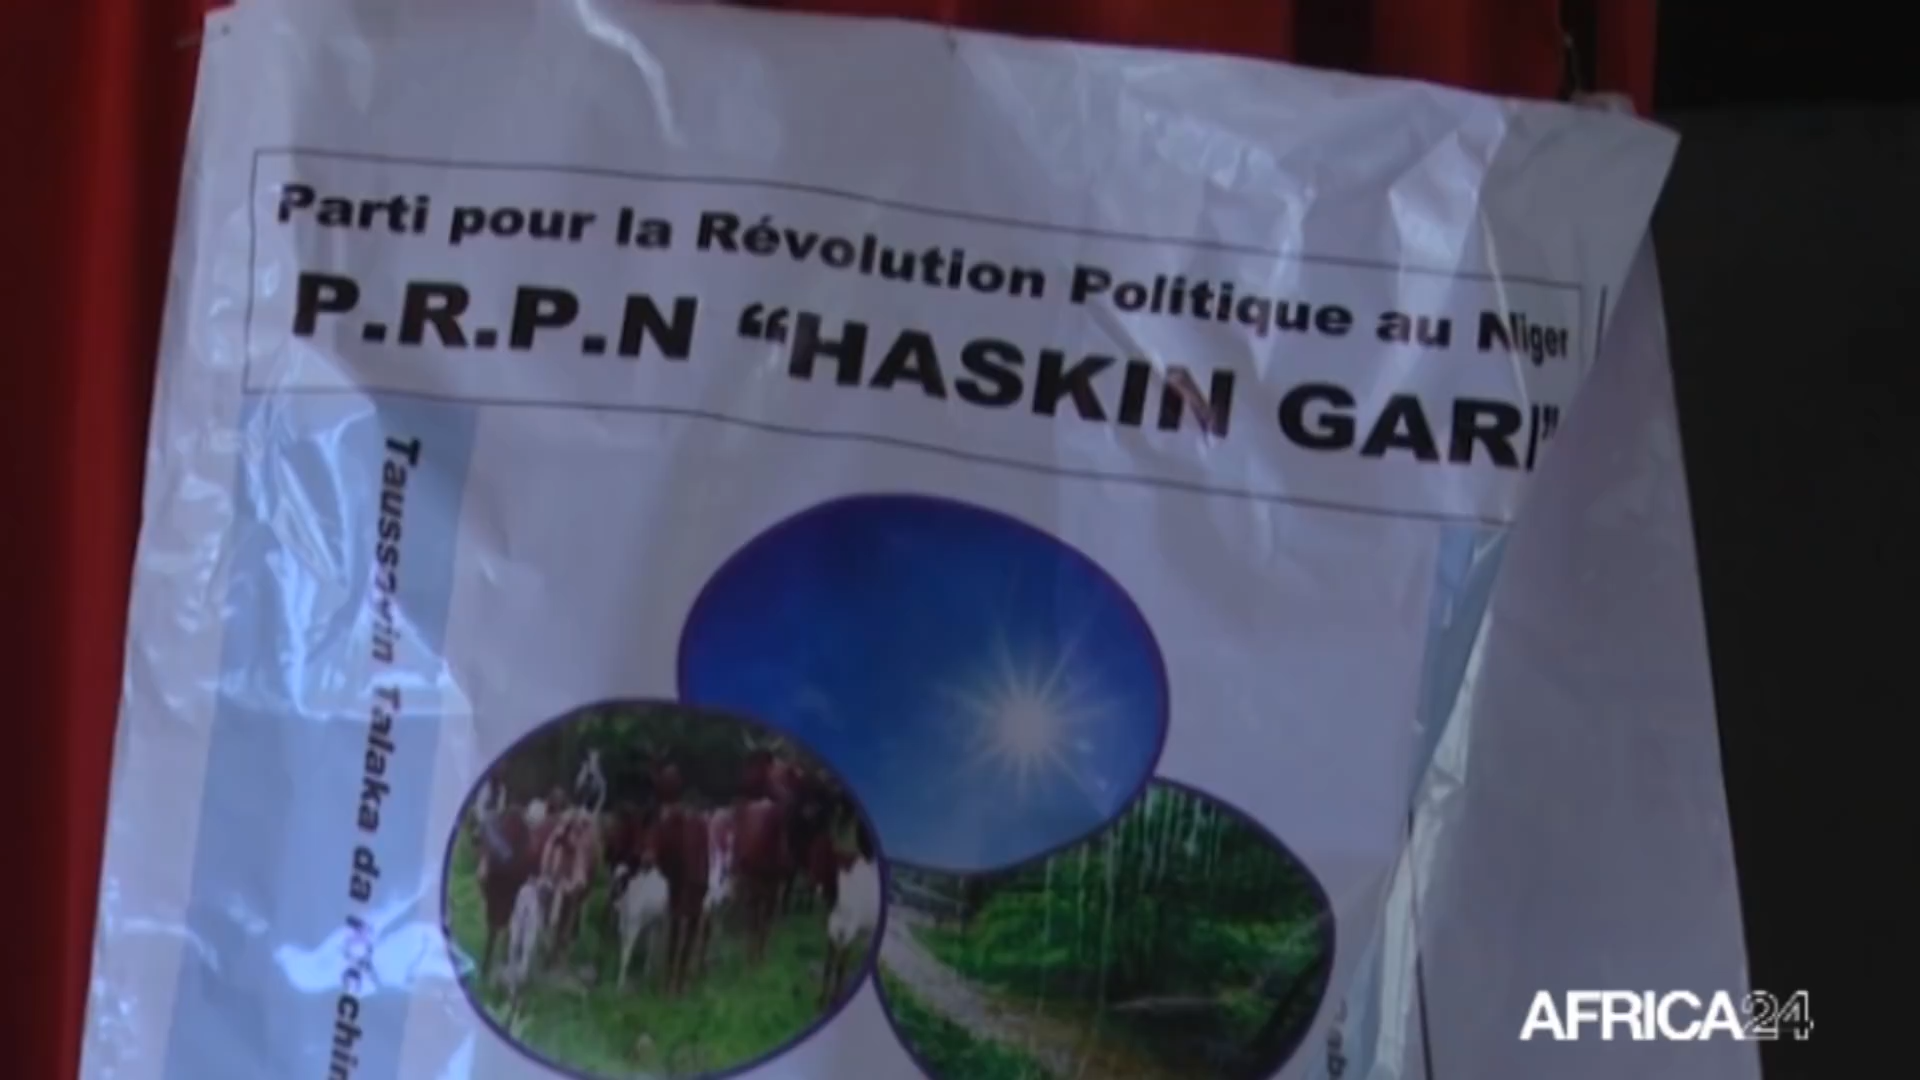 Parti pour la Révolution Politique au Niger
P.R.P.N “HASKIN GARI”
Talaka da
AFRICA24